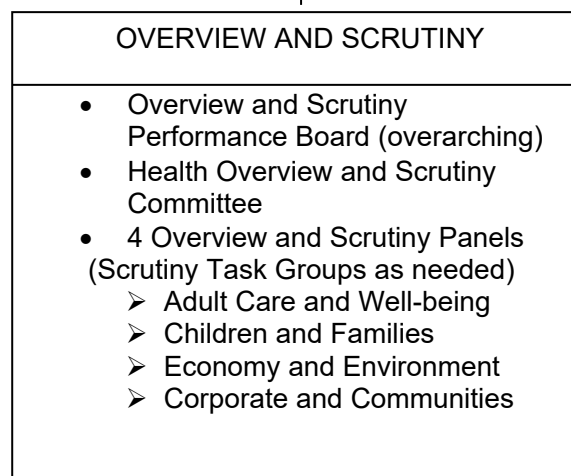 OVERVIEW AND SCRUTINY
• Overview and Scrutiny
Performance Board (overarching)
• Health Overview and Scrutiny
Committee
• 4 Overview and Scrutiny Panels
(Scrutiny Task Groups as needed)
➢ Adult Care and Well-being
➢ Children and Families
➢ Economy and Environment
➢ Corporate and Communities